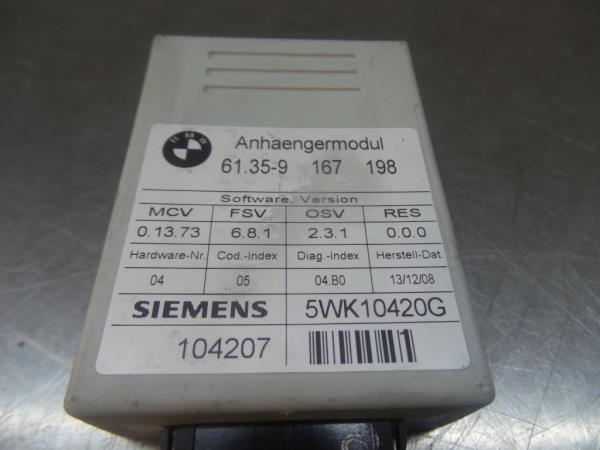 BMW
Anhaengermodul
61.35-9 167 198
Software. Version
MCV FSV OSV RES
0.13.73 6.8.1 2.3.1 0.0.0
Hardware-Nr. Cod.-Index Diag.-Index Herstell-Dat.
04 05 04.B0 13/12/08
SIEMENS 5WK10420G
104207 1